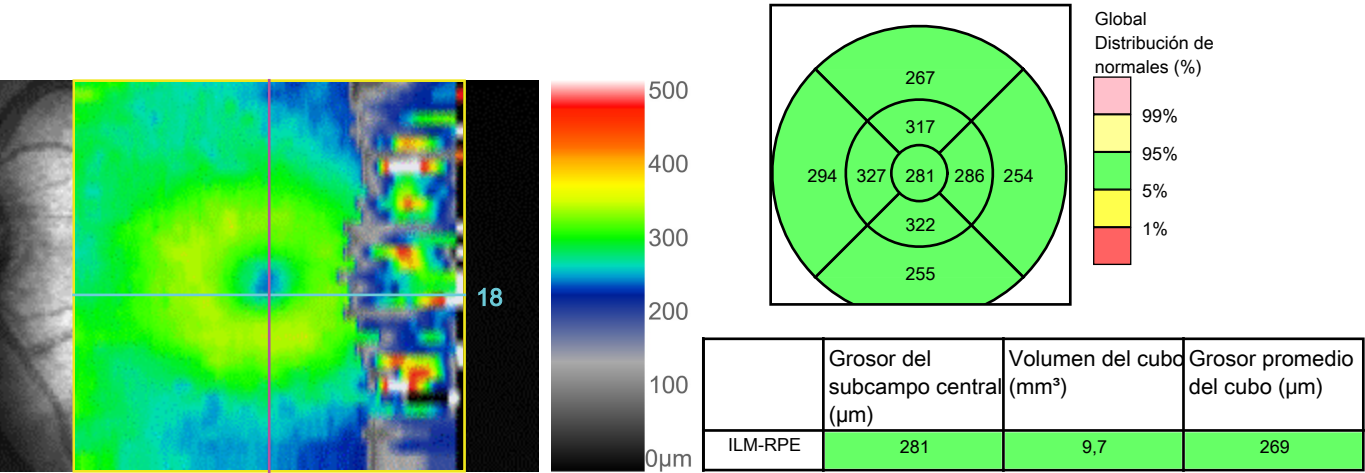 18
500
400
300
200
100
0µm
267
317
294 327 281 286 254
322
255
Global
Distribución de
normales (%)
99%
95%
5%
1%
Grosor del
subcampo central
(µm)
Volumen del cubo
(mm³)
Grosor promedio
del cubo (µm)
ILM-RPE 281 9,7 269